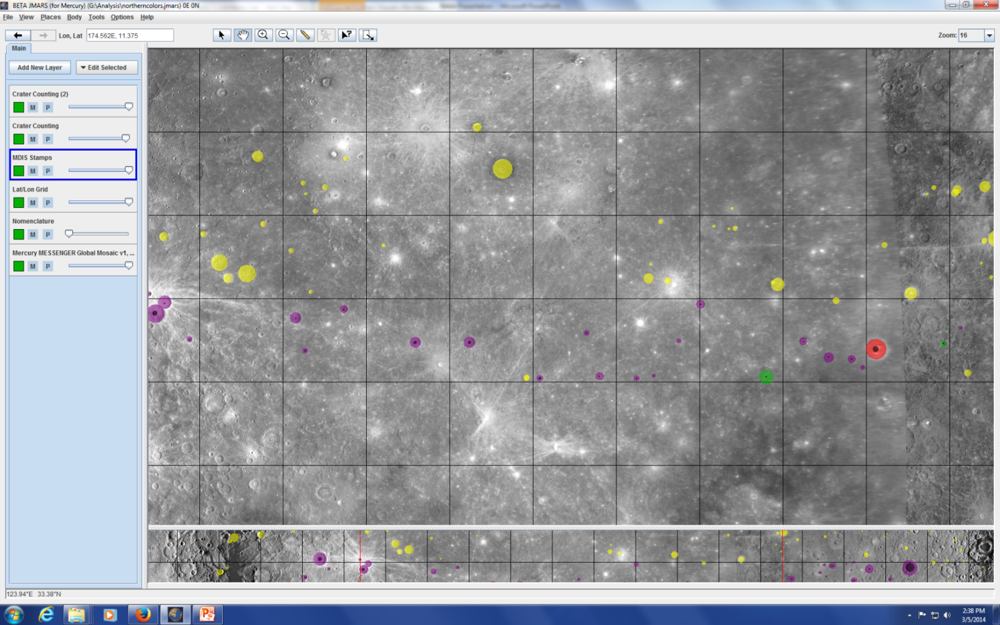 BETA JMARS (for Mercury) (G:\Analysis\northerncolors.jmars) 0E 0N
Microsoft PowerPoint
File View Places Body Tools Options Help
Lon, Lat 174.562E, 11.375
Zoom: 16
Main
Add New Layer
Edit Selected
Crater Counting (2)
M P
Crater Counting
M P
MDIS Stamps
M P
Lat/Lon Grid
M P
Nomenclature
M P
Mercury MESSENGER Global Mosaic v1, ...
M P
123.94°E 33.38°N
2:38 PM
3/5/2014